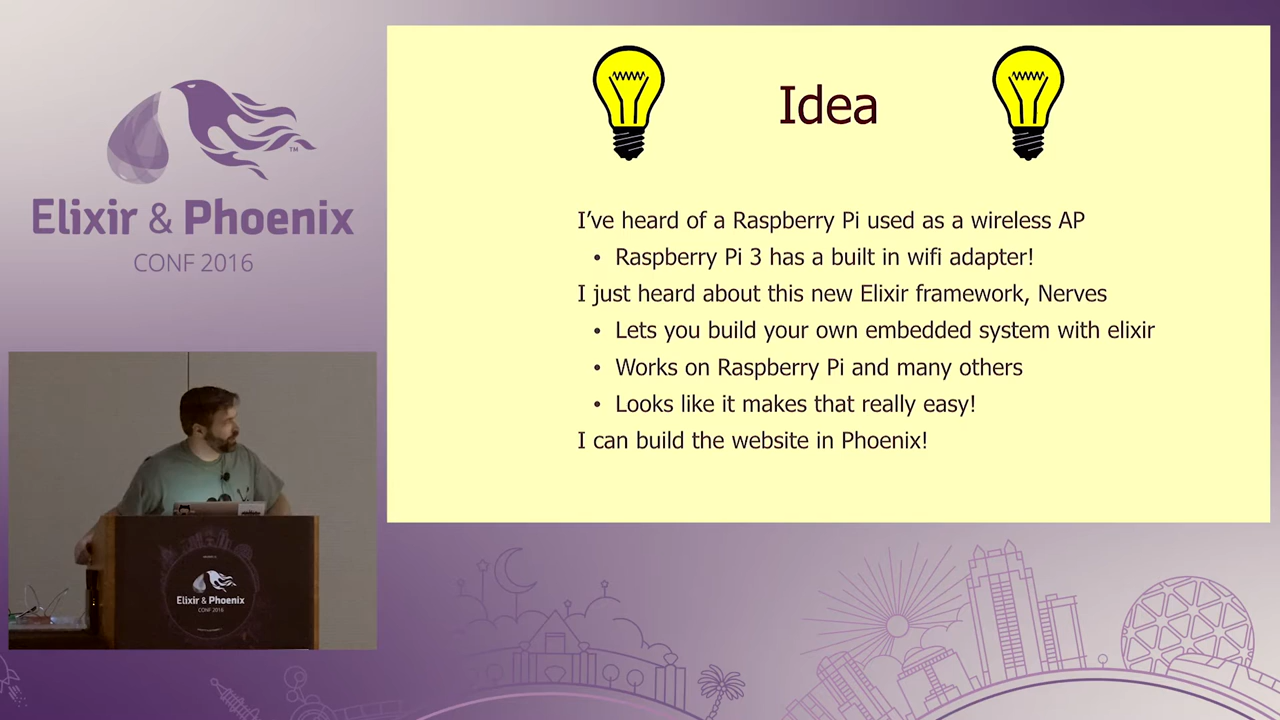 Elixir & Phoenix
CONF 2016
Idea
I've heard of a Raspberry Pi used as a wireless AP
• Raspberry Pi 3 has a built in wifi adapter!
I just heard about this new Elixir framework, Nerves
• Lets you build your own embedded system with elixir
• Works on Raspberry Pi and many others
• Looks like it makes that really easy!
I can build the website in Phoenix!
Elixir & Phoenix
CONF 2016